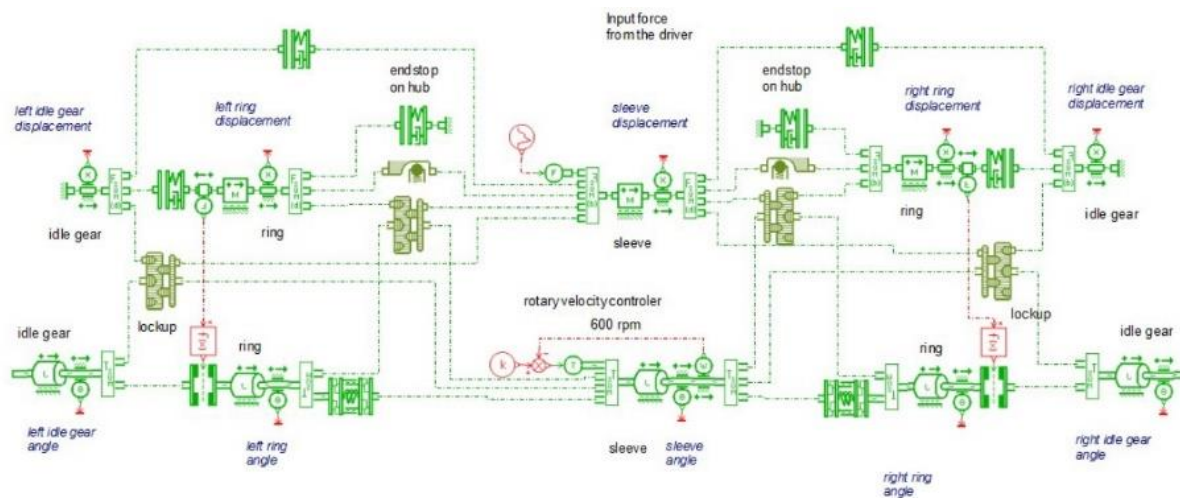 Input force
from the driver
endstop
on hub
endstop
on hub
left idle gear
displacement
left ring
displacement
sleeve
displacement
right ring
displacement
right idle gear
displacement
X
X
F
X
X
X
M
M
M
idle gear
ring
sleeve
ring
idle gear
lockup
rotary velocity controler
600 rpm
lockup
idle gear
ring
ring
idle gear
k
T
W
L
L
L
L
L
θ
θ
θ
θ
θ
left idle gear
angle
left ring
angle
sleeve
sleeve
angle
right ring
angle
right idle gear
angle